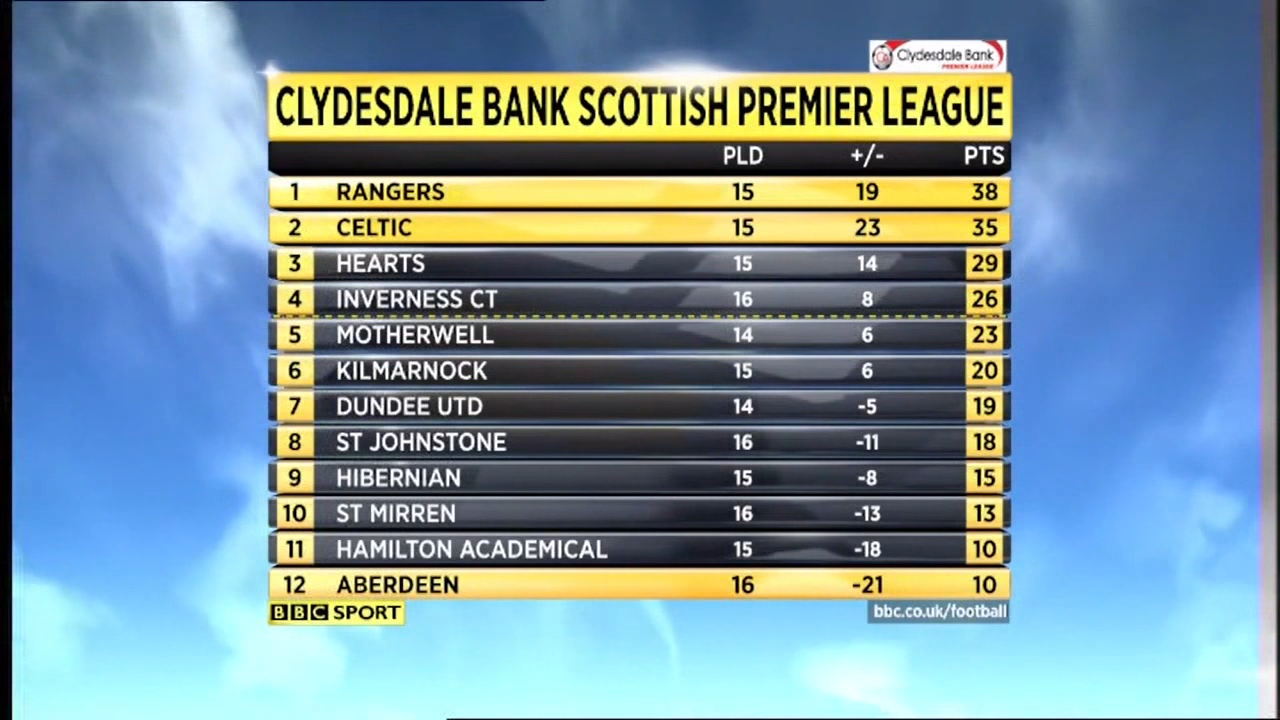 Clydesdale Bank
PREMIER LEAGUE
CLYDESDALE BANK SCOTTISH PREMIER LEAGUE
PLD +/- PTS
1 RANGERS 15 19 38
2 CELTIC 15 23 35
3 HEARTS 15 14 29
4 INVERNESS CT 16 8 26
5 MOTHERWELL 14 6 23
6 KILMARNOCK 15 6 20
7 DUNDEE UTD 14 -5 19
8 ST JOHNSTONE 16 -11 18
9 HIBERNIAN 15 -8 15
10 ST MIRREN 16 -13 13
11 HAMILTON ACADEMICAL 15 -18 10
12 ABERDEEN 16 -21 10
BBC SPORT bbc.co.uk/football